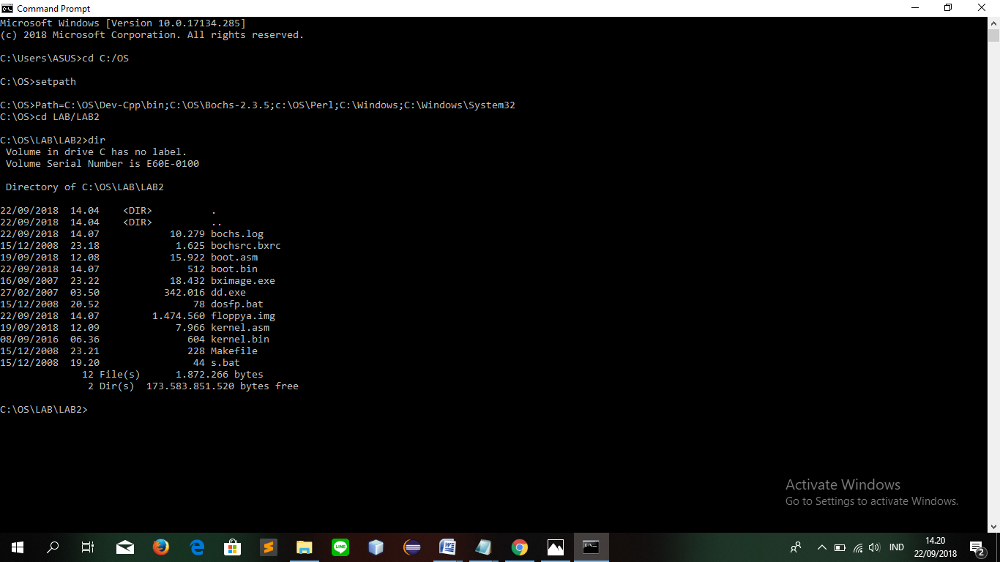 Command Prompt
Microsoft Windows [Version 10.0.17134.285]
(c) 2018 Microsoft Corporation. All rights reserved.
C:\Users\ASUS>cd C:/OS
C:\OS>setpath
C:\OS>Path=C:\OS\Dev-Cpp\bin;C:\OS\Bochs-2.3.5;c:\OS\Perl;C:\Windows;C:\Windows\System32
C:\OS>cd LAB/LAB2
C:\OS\LAB\LAB2>dir
Volume in drive C has no label.
Volume Serial Number is E60E-0100
Directory of C:\OS\LAB\LAB2
22/09/2018 14.04 <DIR> .
22/09/2018 14.04 <DIR> ..
22/09/2018 14.07 10.279 bochs.log
15/12/2008 23.18 1.625 bochsrc.bxrc
19/09/2018 12.08 15.922 boot.asm
22/09/2018 14.07 512 boot.bin
16/09/2007 23.22 18.432 bximage.exe
27/02/2007 03.50 342.016 dd.exe
15/12/2008 20.52 78 dosfp.bat
22/09/2018 14.07 1.474.560 floppya.img
19/09/2018 12.09 7.966 kernel.asm
08/09/2016 06.36 604 kernel.bin
15/12/2008 23.21 228 Makefile
15/12/2008 19.20 44 s.bat
12 File(s) 1.872.266 bytes
2 Dir(s) 173.583.851.520 bytes free
C:\OS\LAB\LAB2>
Activate Windows
Go to Settings to activate Windows.
LINE
IND
14.20
22/09/2018
2